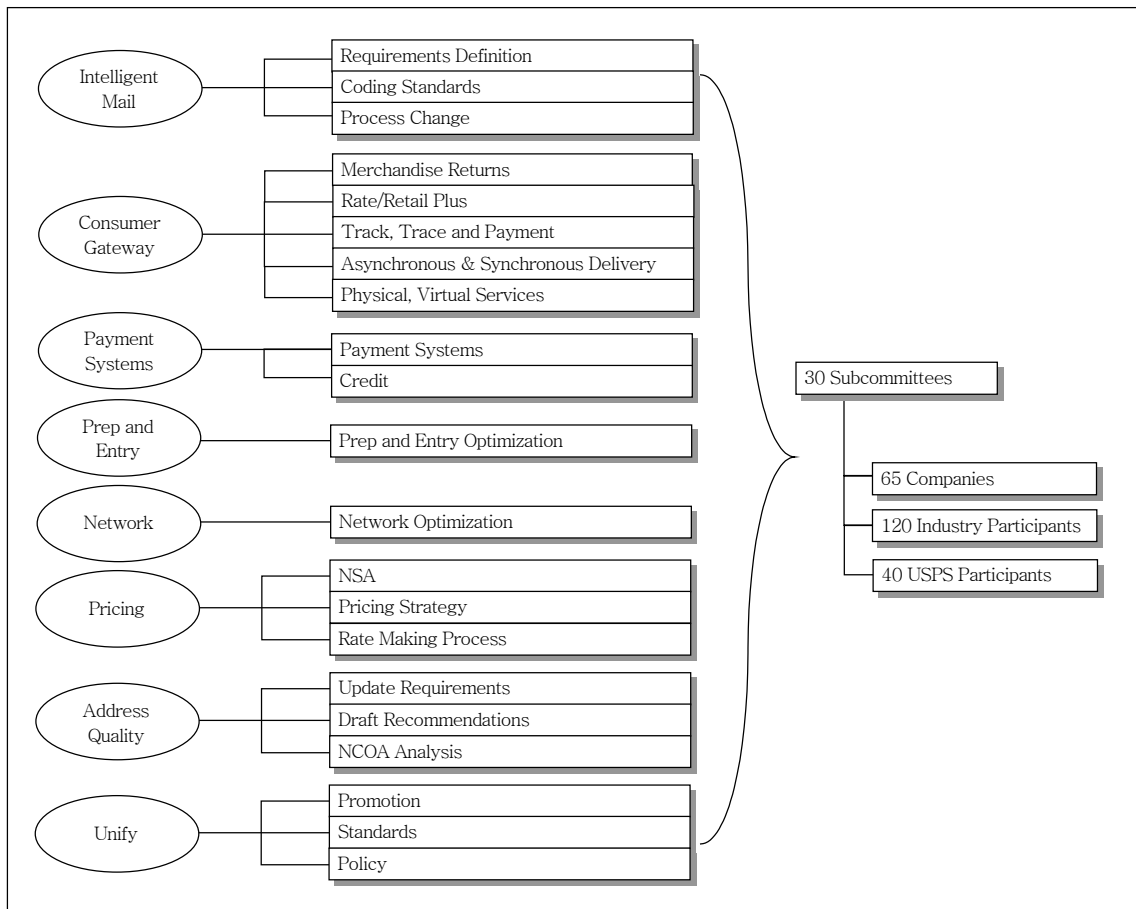 Intelligent
Mail
Requirements Definition
Coding Standards
Process Change
Consumer
Gateway
Merchandise Returns
Rate/Retail Plus
Track, Trace and Payment
Asynchronous & Synchronous Delivery
Physical, Virtual Services
Payment
Systems
Payment Systems
Credit
Prep and
Entry
Prep and Entry Optimization
Network
Network Optimization
Pricing
NSA
Pricing Strategy
Rate Making Process
Address
Quality
Update Requirements
Draft Recommendations
NCOA Analysis
Unify
Promotion
Standards
Policy
30 Subcommittees
65 Companies
120 Industry Participants
40 USPS Participants